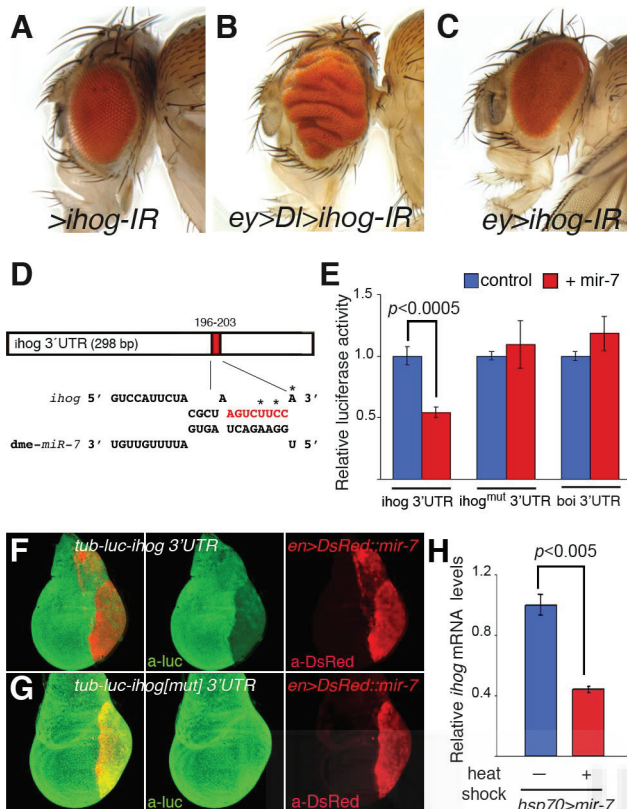 A
B
C
>ihog-IR
ey>Dl>ihog-IR
ey>ihog-IR
D
196-203
ihog 3´UTR (298 bp)
* * *
ihog 5' GUCCAUUCUA A A 3'
CGCU AGUCUUCC
GUGA UCAGAAGG
dme-miR-7 3' UGUUGUUUUA U 5'
E
control + mir-7
p<0.0005
Relative luciferase activity
1.5
1.0
0.5
ihog 3'UTR ihogmut 3'UTR boi 3'UTR
F
tub-luc-ihog 3'UTR en>DsRed::mir-7
a-luc a-DsRed
G
tub-luc-ihog[mut] 3'UTR en>DsRed::mir-7
a-luc a-DsRed
H
p<0.005
Relative ihog mRNA levels
1.2
0.8
0.4
heat shock − +
hsp70>mir-7